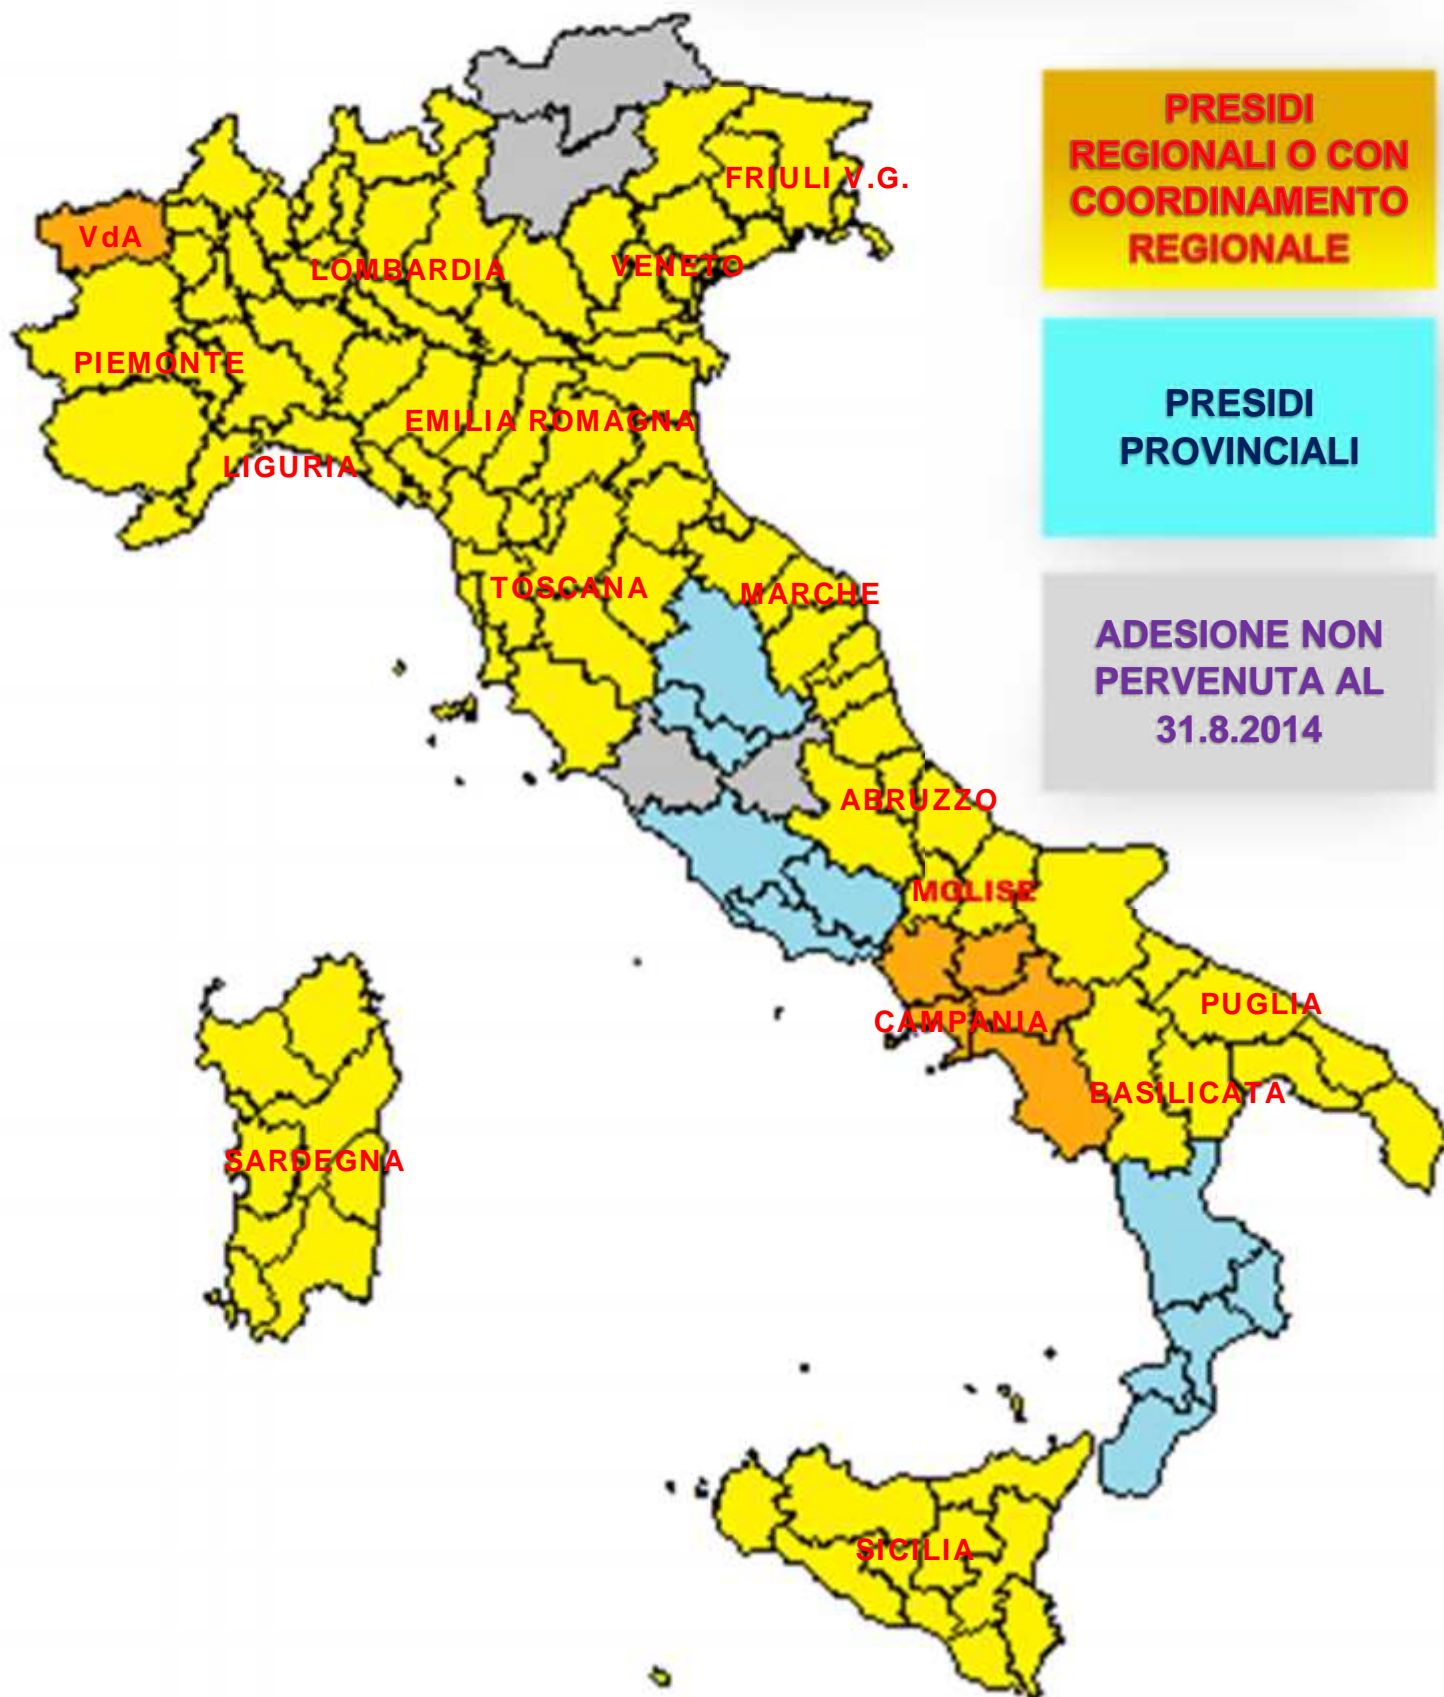 PRESIDI
REGIONALI O CON
COORDINAMENTO
REGIONALE
PRESIDI
PROVINCIALI
ADESIONE NON
PERVENUTA AL
31.8.2014
FRIULI V.G.
VdA
LOMBARDIA
VENETO
PIEMONTE
EMILIA ROMAGNA
LIGURIA
TOSCANA
MARCHE
ABRUZZO
MOLISE
PUGLIA
CAMPANIA
BASILICATA
SARDEGNA
SICILIA